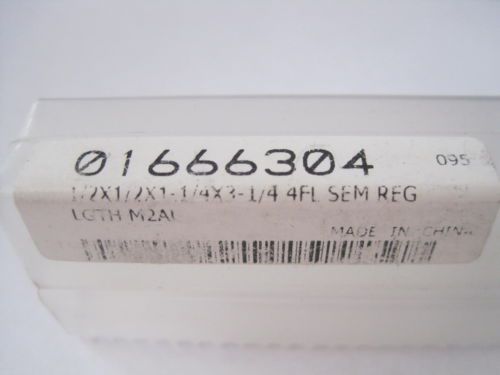 01666304 095
1/2X1/2X1-1/4X3-1/4 4FL SEM REG
LGTH M2AL
MADE IN CHINA